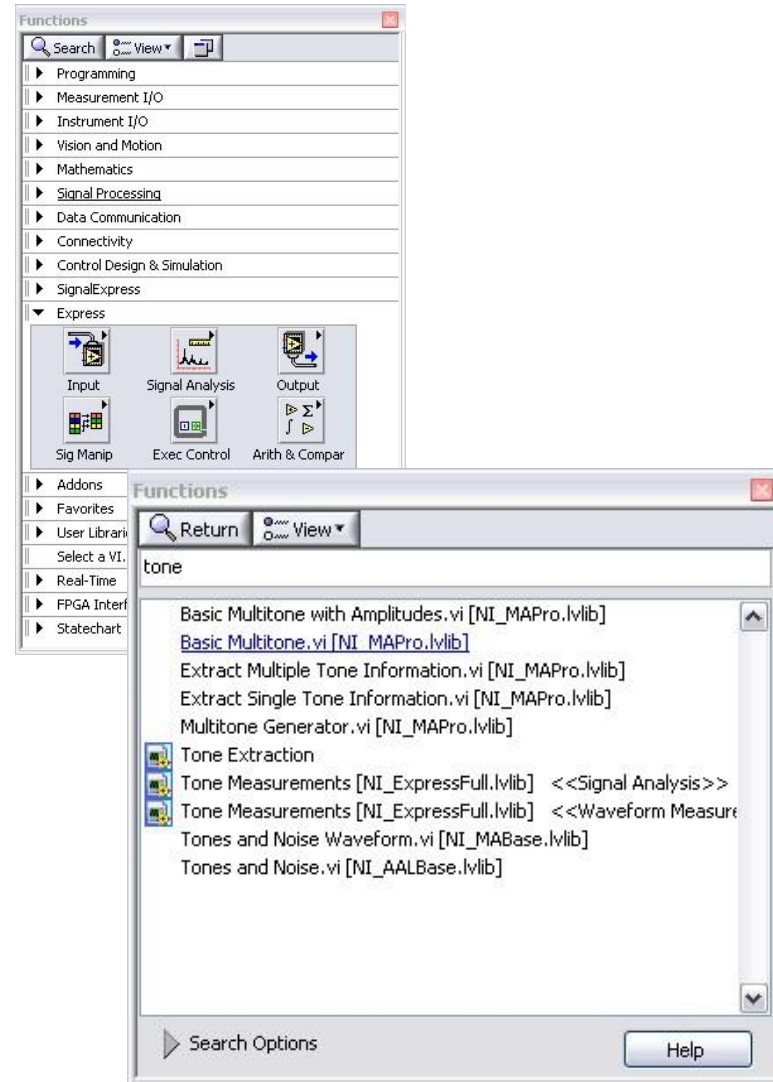 Functions
Search View
Programming
Measurement I/O
Instrument I/O
Vision and Motion
Mathematics
Signal Processing
Data Communication
Connectivity
Control Design & Simulation
SignalExpress
Express
Input Signal Analysis Output
Sig Manip Exec Control Arith & Compar
Addons
Favorites
User Librari
Select a VI.
Real-Time
FPGA Interf
Statechart
Functions
Return View
tone
Basic Multitone with Amplitudes.vi [NI_MAPro.lvlib]
Basic Multitone.vi [NI_MAPro.lvlib]
Extract Multiple Tone Information.vi [NI_MAPro.lvlib]
Extract Single Tone Information.vi [NI_MAPro.lvlib]
Multitone Generator.vi [NI_MAPro.lvlib]
Tone Extraction
Tone Measurements [NI_ExpressFull.lvlib] <<Signal Analysis>>
Tone Measurements [NI_ExpressFull.lvlib] <<Waveform Measure
Tones and Noise Waveform.vi [NI_MABase.lvlib]
Tones and Noise.vi [NI_AALBase.lvlib]
Search Options
Help